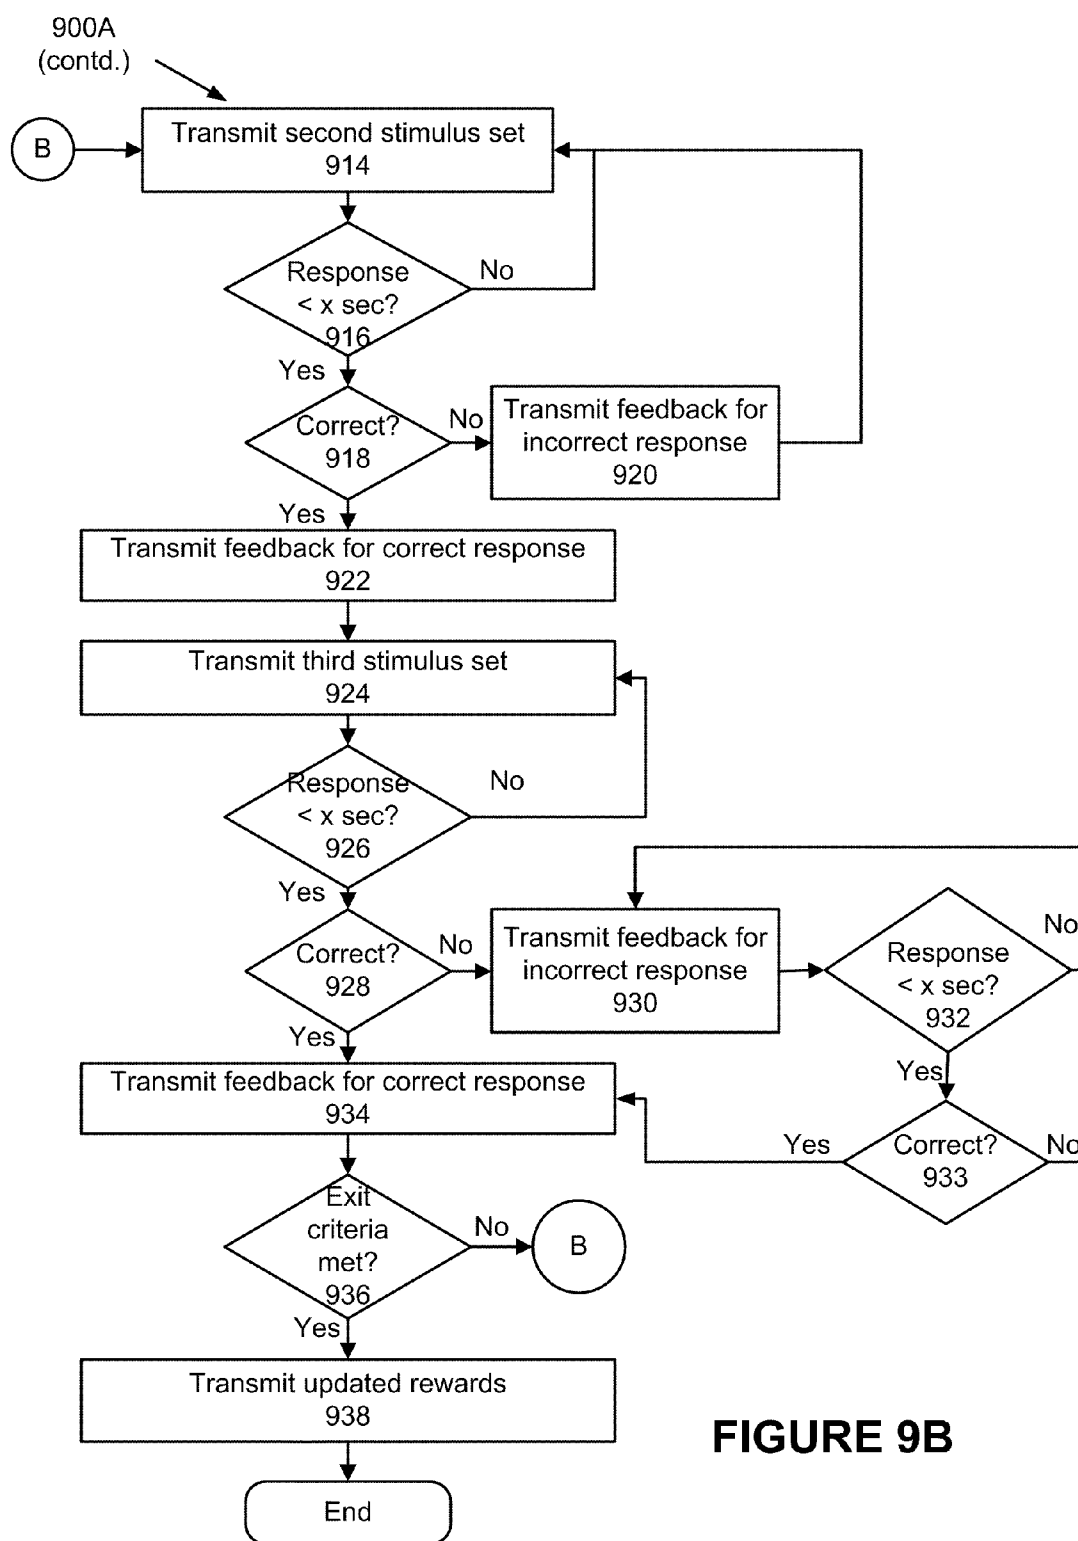 900A
(contd.)
B
Transmit second stimulus set
914
Response
< x sec?
916
No
Yes
Correct?
918
No
Transmit feedback for
incorrect response
920
Yes
Transmit feedback for correct response
922
Transmit third stimulus set
924
Response
< x sec?
926
No
Yes
Correct?
928
No
Transmit feedback for
incorrect response
930
Response
< x sec?
932
No
Yes
Yes
Transmit feedback for correct response
934
Yes
Correct?
933
No
Exit
criteria
met?
936
No
B
Yes
Transmit updated rewards
938
FIGURE 9B
End